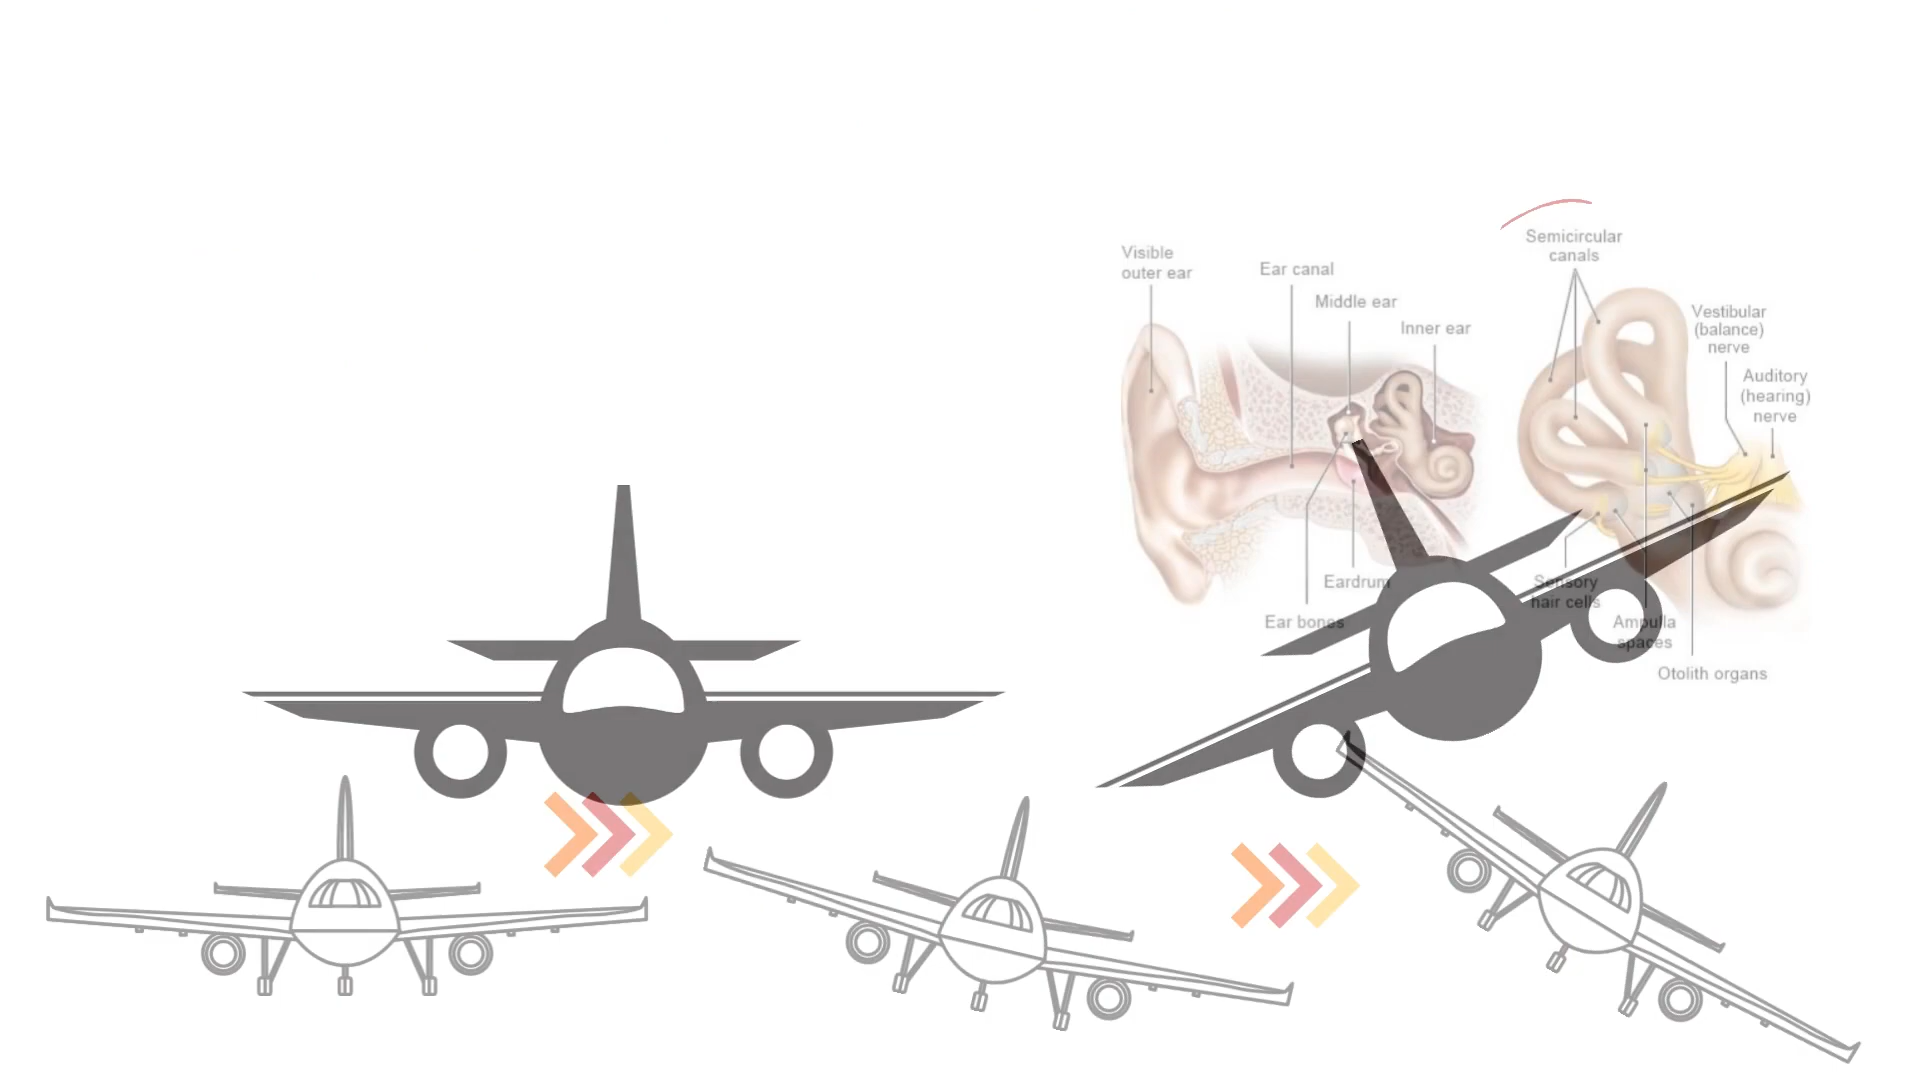 Visible
outer ear
Ear canal
Middle ear
Inner ear
Eardrum
Ear bones
Semicircular
canals
Vestibular
(balance)
nerve
Auditory
(hearing)
nerve
Sensory
hair cells
Ampulla
spaces
Otolith organs